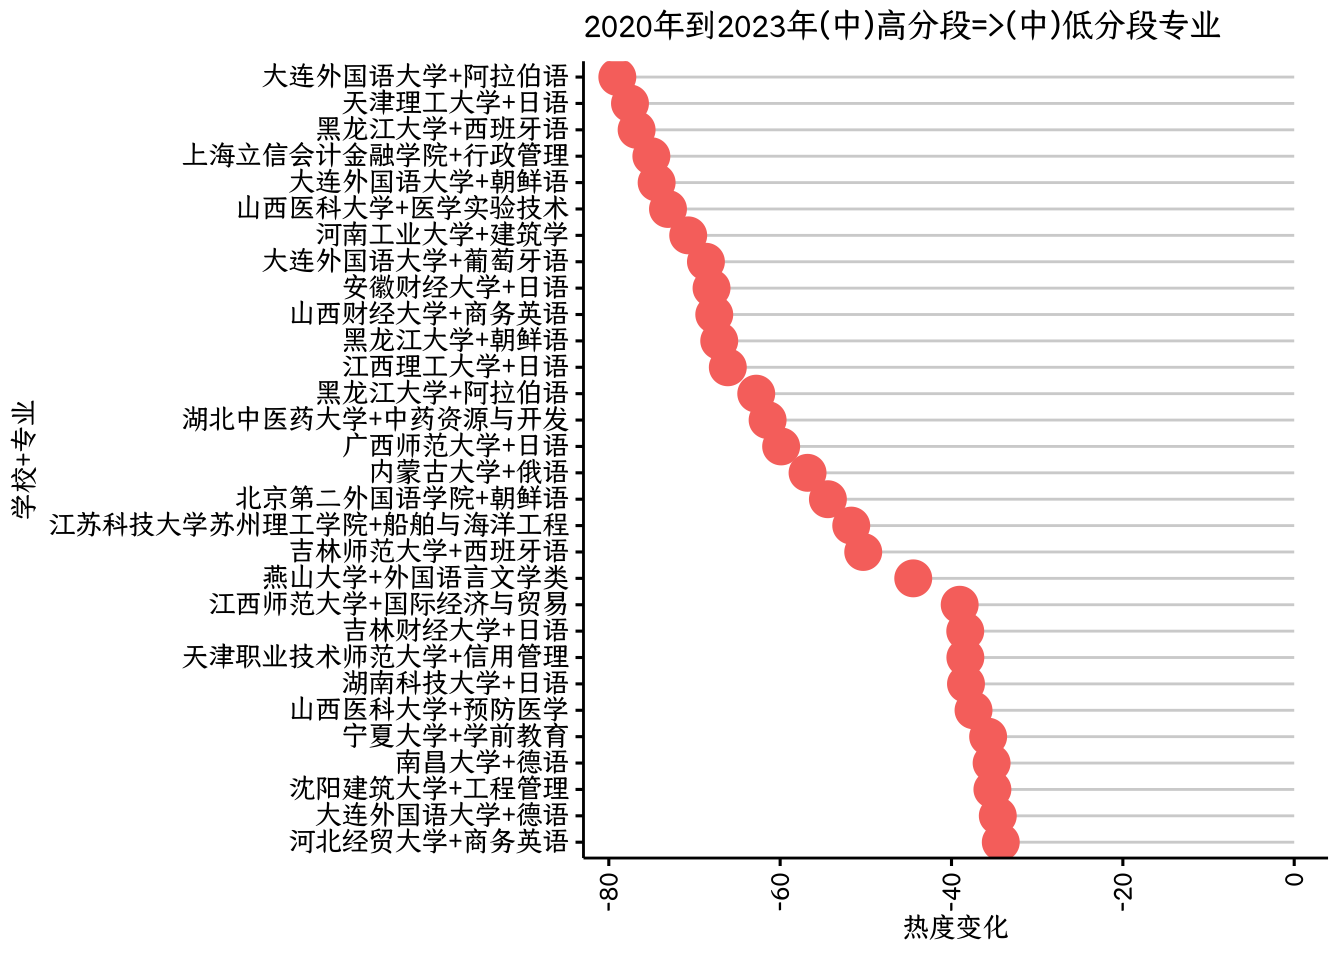 2020年到2023年(中)高分段=>(中)低分段专业
大连外国语大学+阿拉伯语
天津理工大学+日语
黑龙江大学+西班牙语
上海立信会计金融学院+行政管理
大连外国语大学+朝鲜语
山西医科大学+医学实验技术
河南工业大学+建筑学
大连外国语大学+葡萄牙语
安徽财经大学+日语
山西财经大学+商务英语
黑龙江大学+朝鲜语
江西理工大学+日语
黑龙江大学+阿拉伯语
湖北中医药大学+中药资源与开发
广西师范大学+日语
内蒙古大学+俄语
北京第二外国语学院+朝鲜语
江苏科技大学苏州理工学院+船舶与海洋工程
吉林师范大学+西班牙语
燕山大学+外国语言文学类
江西师范大学+国际经济与贸易
吉林财经大学+日语
天津职业技术师范大学+信用管理
湖南科技大学+日语
山西医科大学+预防医学
宁夏大学+学前教育
南昌大学+德语
沈阳建筑大学+工程管理
大连外国语大学+德语
河北经贸大学+商务英语
学校+专业
-80 -60 -40 -20 0
热度变化